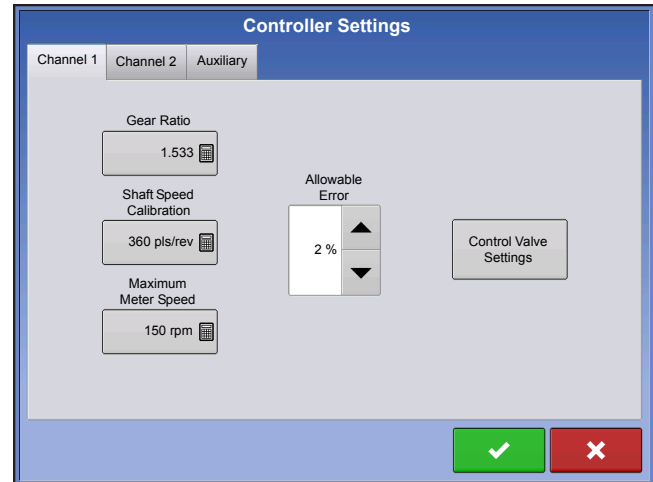 Controller Settings
Channel 1
Channel 2
Auxiliary
Gear Ratio
1.533
Shaft Speed
Calibration
360 pls/rev
Maximum
Meter Speed
150 rpm
Allowable
Error
2 %
Control Valve
Settings